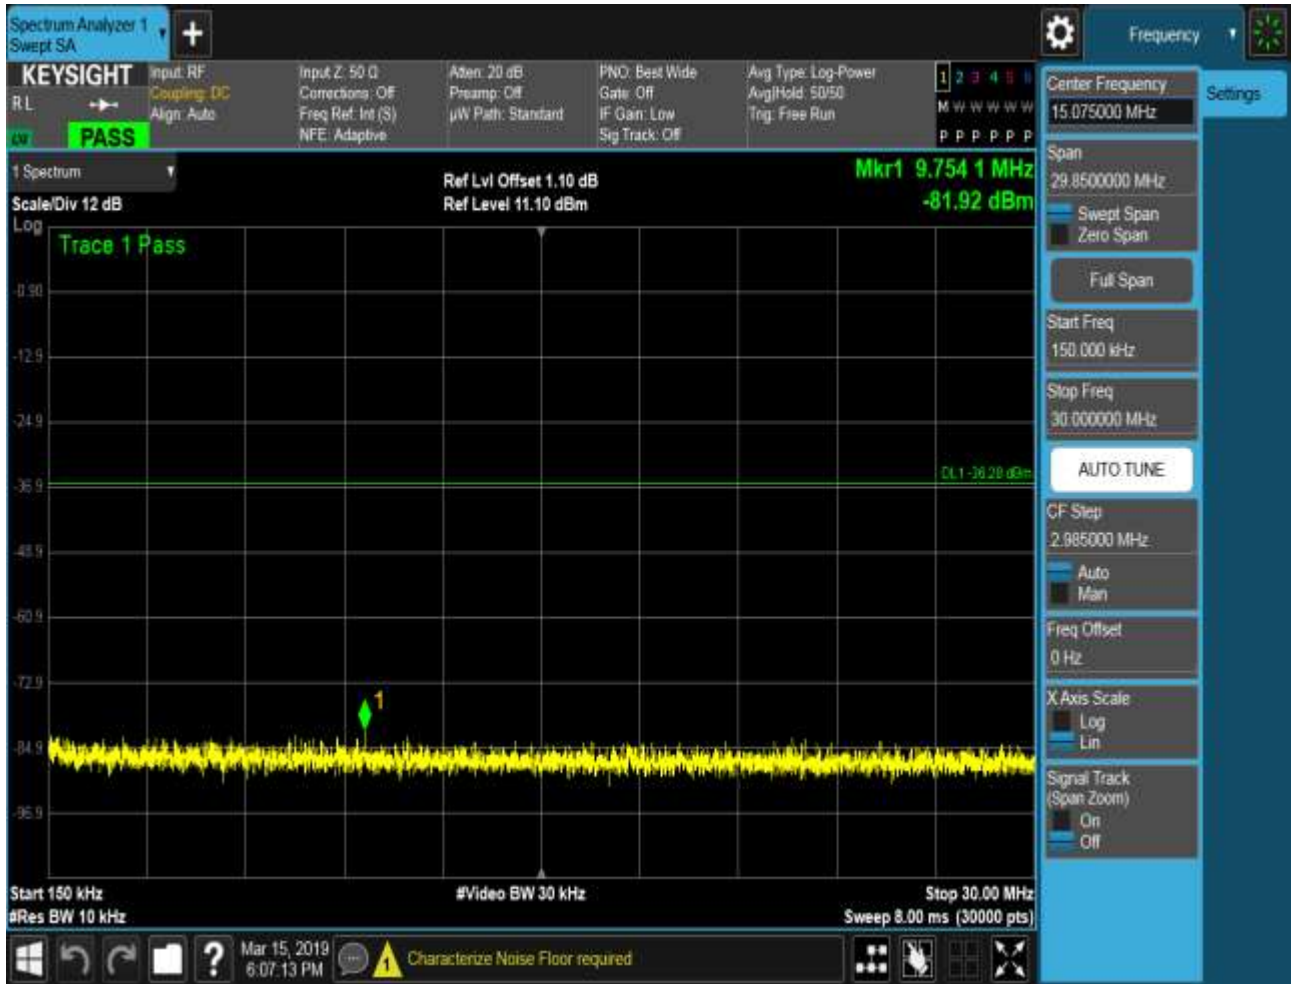 Spectrum Analyzer 1
Swept SA
Frequency
KEYSIGHT
R L
PASS
Input: RF
Coupling: DC
Align: Auto
Input Z: 50 Ω
Corrections: Off
Freq Ref: Int (S)
NFE: Adaptive
Atten: 20 dB
Preamp: Off
µW Path: Standard
PNO: Best Wide
Gate: Off
IF Gain: Low
Sig Track: Off
Avg Type: Log-Power
Avg|Hold: 50/50
Trig: Free Run
1 2 3 4 5 6
M W W W W W
P P P P P P
1 Spectrum
Scale/Div 12 dB
Log
Ref Lvl Offset 1.10 dB
Ref Level 11.10 dBm
Mkr1 9.754 1 MHz
-81.92 dBm
Trace 1 Pass
-0.90
-12.9
-24.9
-36.9
-48.9
-60.9
-72.9
-84.9
-96.9
DL1 -36.28 dBm
1
Start 150 kHz
#Res BW 10 kHz
#Video BW 30 kHz
Stop 30.00 MHz
Sweep 8.00 ms (30000 pts)
Center Frequency
15.075000 MHz
Settings
Span
29.8500000 MHz
Swept Span
Zero Span
Full Span
Start Freq
150.000 kHz
Stop Freq
30.000000 MHz
AUTO TUNE
CF Step
2.985000 MHz
Auto
Man
Freq Offset
0 Hz
X Axis Scale
Log
Lin
Signal Track
(Span Zoom)
On
Off
?
Mar 15, 2019
6:07:13 PM
1
Characterize Noise Floor required